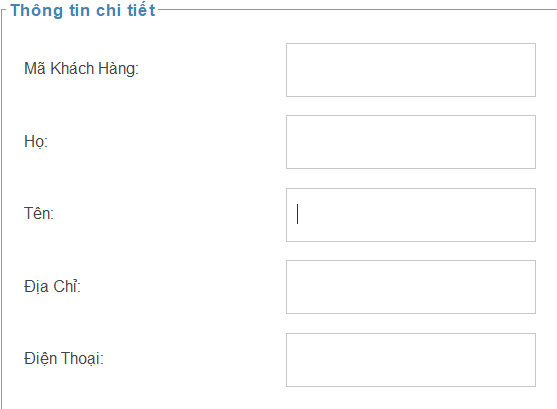 Thông tin chi tiết
Mã Khách Hàng:
Họ:
Tên:
Địa Chỉ:
Điện Thoại: